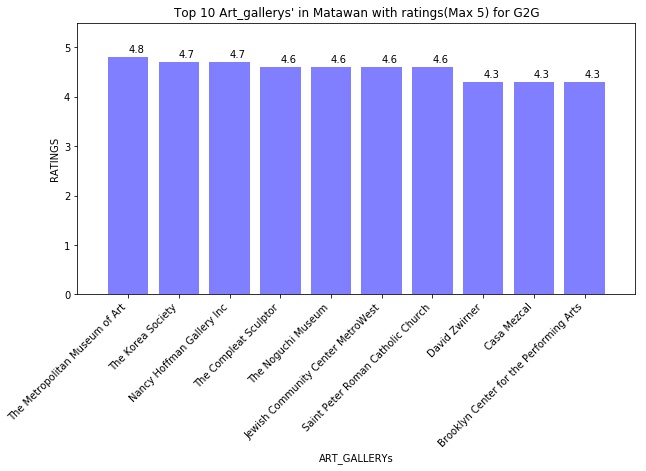 Top 10 Art_gallerys' in Matawan with ratings(Max 5) for G2G
5
4
3
2
1
0
RATINGS
4.8
4.7
4.7
4.6
4.6
4.6
4.6
4.3
4.3
4.3
The Metropolitan Museum of Art
The Korea Society
Nancy Hoffman Gallery Inc
The Compleat Sculptor
The Noguchi Museum
Jewish Community Center MetroWest
Saint Peter Roman Catholic Church
David Zwirner
Casa Mezcal
Brooklyn Center for the Performing Arts
ART_GALLERYs